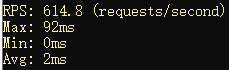 RPS: 614.8 (requests/second)
Max: 92ms
Min: 0ms
Avg: 2ms